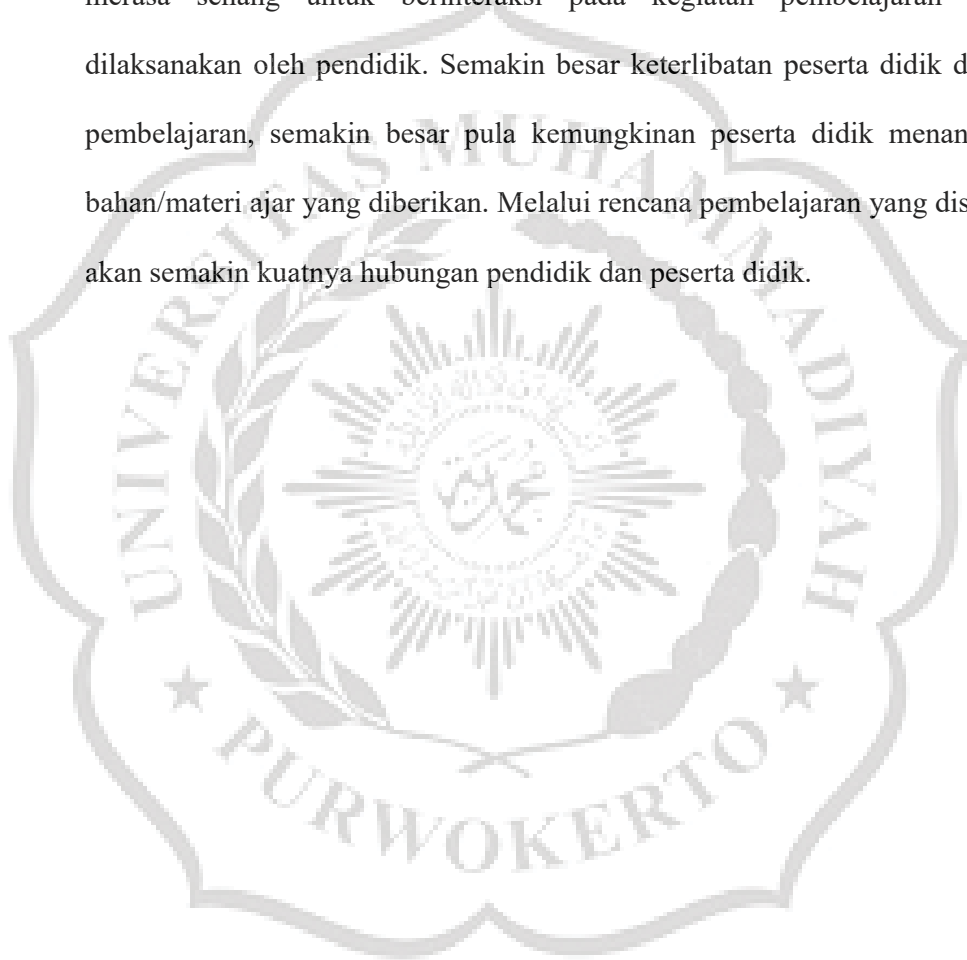 merasa senang untuk berinteraksi pada kegiatan pembelajaran
dilaksanakan oleh pendidik. Semakin besar keterlibatan peserta didik d
pembelajaran, semakin besar pula kemungkinan peserta didik menan
bahan/materi ajar yang diberikan. Melalui rencana pembelajaran yang dis
akan semakin kuatnya hubungan pendidik dan peserta didik.
UNIVERSITAS MUHAMMADIYAH
PURWOKERTO